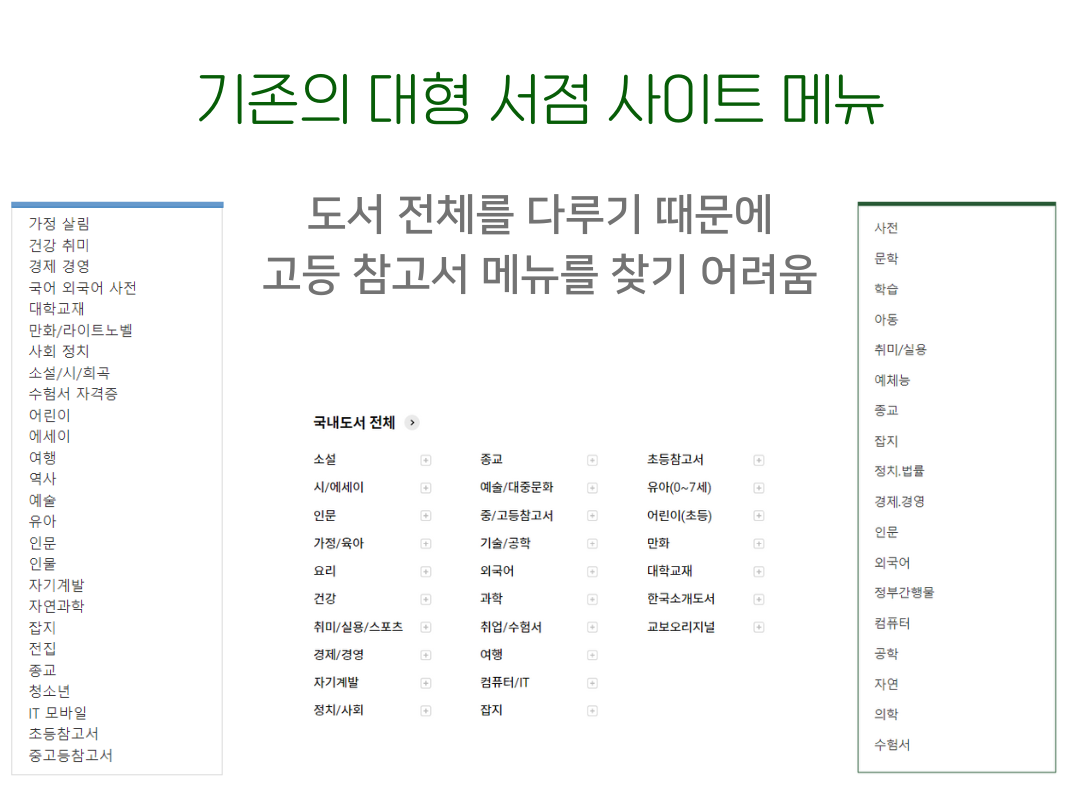 기존의 대형 서점 사이트 메뉴
도서 전체를 다루기 때문에
고등 참고서 메뉴를 찾기 어려움
가정 살림
건강 취미
경제 경영
국어 외국어 사전
대학교재
만화/라이트노벨
사회 정치
소설/시/희곡
수험서 자격증
어린이
에세이
여행
역사
예술
유아
인문
인물
자기계발
자연과학
잡지
전집
종교
청소년
IT 모바일
초등참고서
중고등참고서
국내도서 전체 >
소설
시/에세이
인문
가정/육아
요리
건강
취미/실용/스포츠
경제/경영
자기계발
정치/사회
종교
예술/대중문화
중/고등참고서
기술/공학
외국어
과학
취업/수험서
여행
컴퓨터/IT
잡지
초등참고서
유아(0~7세)
어린이(초등)
만화
대학교재
한국소개도서
교보오리지널
사전
문학
학습
아동
취미/실용
예체능
종교
잡지
정치.법률
경제.경영
인문
외국어
정부간행물
컴퓨터
공학
자연
의학
수험서